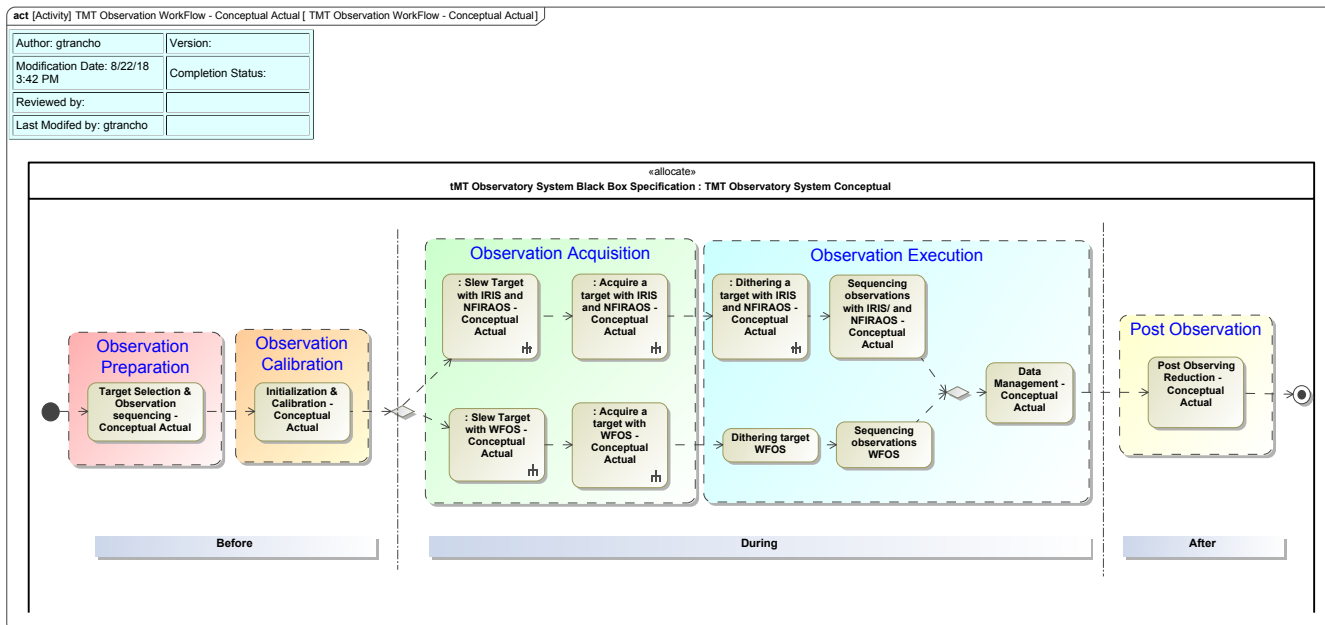 act [Activity] TMT Observation WorkFlow - Conceptual Actual [ TMT Observation WorkFlow - Conceptual Actual]
Author: gtrancho
Version:
Modification Date: 8/22/18
3:42 PM
Completion Status:
Reviewed by:
Last Modifed by: gtrancho
«allocate»
tMT Observatory System Black Box Specification : TMT Observatory System Conceptual
Observation
Preparation
Target Selection &
Observation
sequencing -
Conceptual Actual
Observation
Calibration
Initialization &
Calibration -
Conceptual
Actual
Observation Acquisition
: Slew Target
with IRIS and
NFIRAOS -
Conceptual
Actual
: Acquire a
target with IRIS
and NFIRAOS -
Conceptual
Actual
: Slew Target
with WFOS -
Conceptual
Actual
: Acquire a
target with
WFOS -
Conceptual
Actual
Observation Execution
: Dithering a
target with IRIS
and NFIRAOS -
Conceptual
Actual
Sequencing
observations
with IRIS/ and
NFIRAOS -
Conceptual
Actual
Dithering target
WFOS
Sequencing
observations
WFOS
Data
Management -
Conceptual
Actual
Post Observation
Post Observing
Reduction -
Conceptual
Actual
Before
During
After